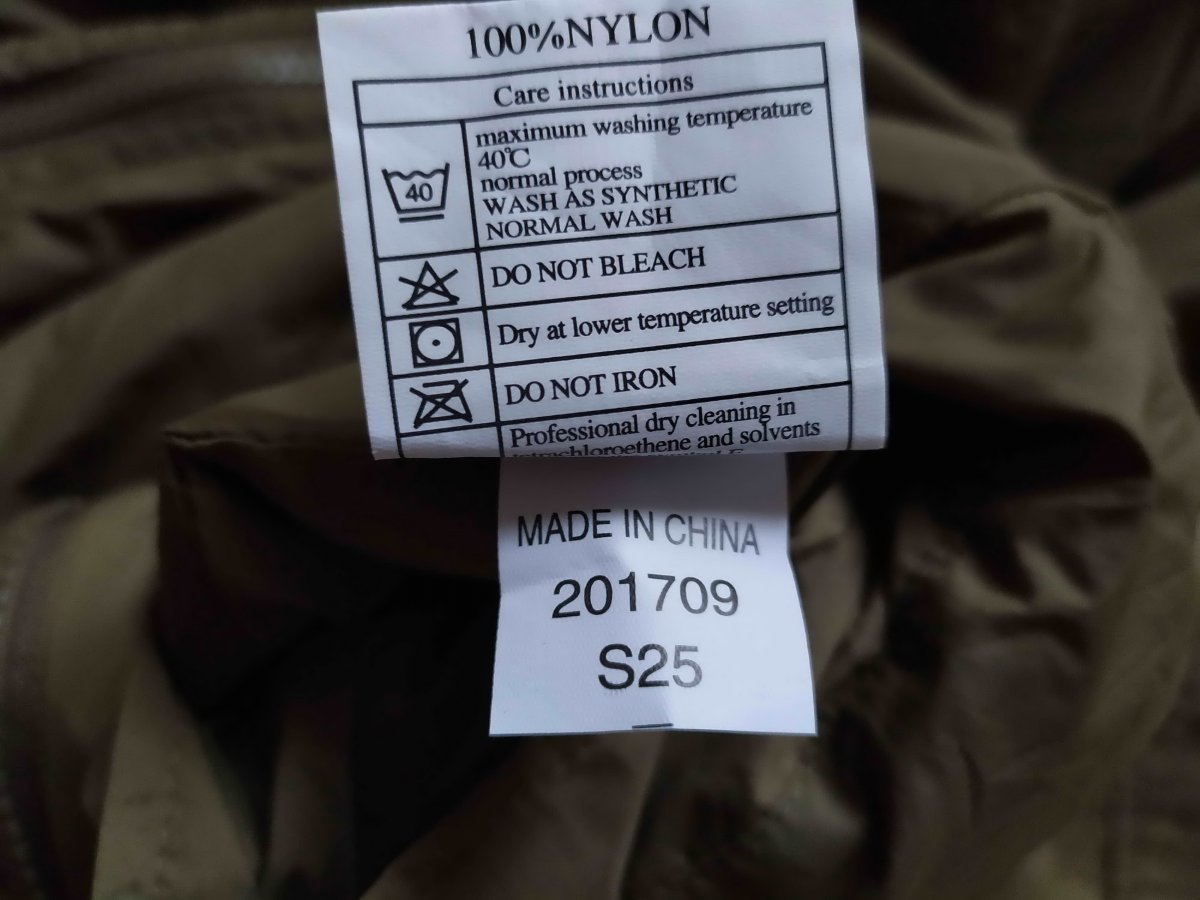 100%NYLON
Care instructions
40
maximum washing temperature
40℃
normal process
WASH AS SYNTHETIC
NORMAL WASH
DO NOT BLEACH
Dry at lower temperature setting
DO NOT IRON
Professional dry cleaning in
tetrachloroethene and solvents
MADE IN CHINA
201709
S25